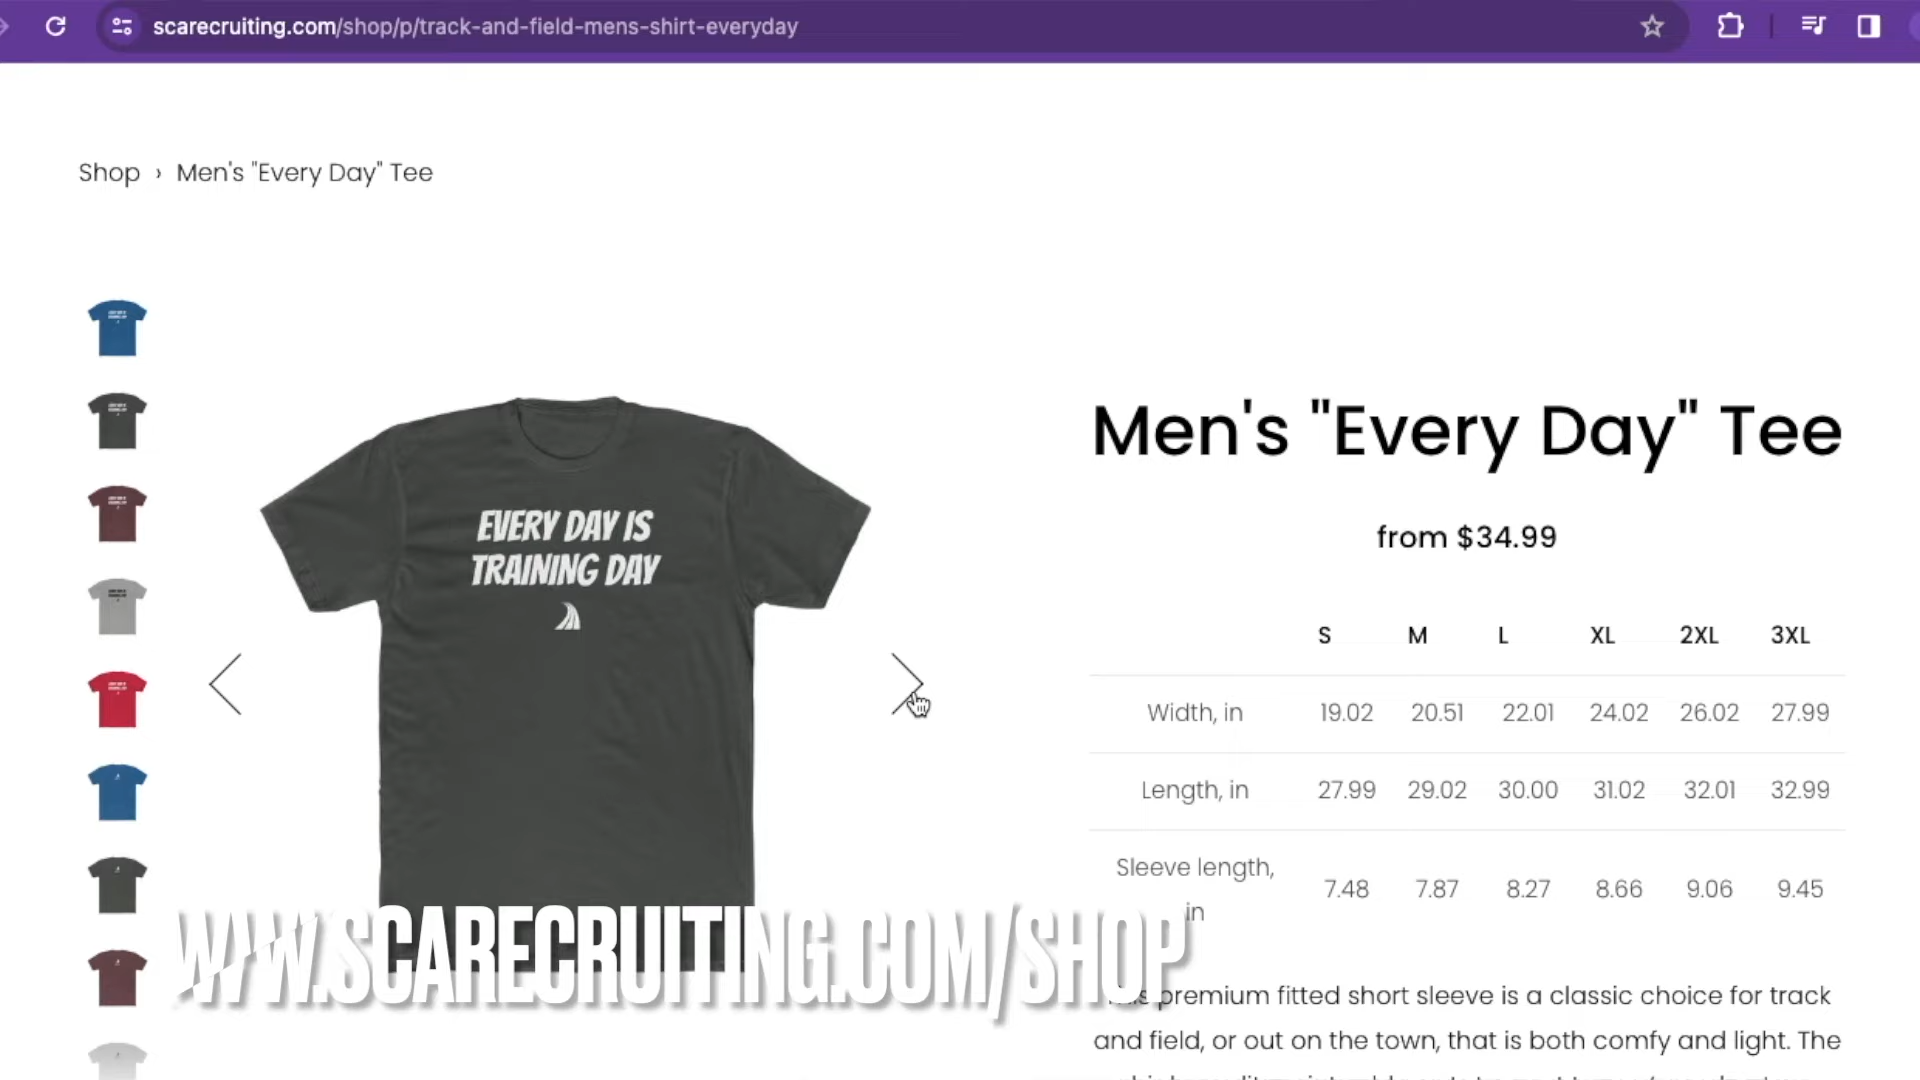 scarecruiting.com/shop/p/track-and-field-mens-shirt-everyday
Shop › Men's "Every Day" Tee
EVERY DAY IS
TRAINING DAY
Men's "Every Day" Tee
from $34.99
S M L XL 2XL 3XL
Width, in 19.02 20.51 22.01 24.02 26.02 27.99
Length, in 27.99 29.02 30.00 31.02 32.01 32.99
Sleeve length, in 7.48 7.87 8.27 8.66 9.06 9.45
WWW.SCARECRUITING.COM/SHOP
premium fitted short sleeve is a classic choice for track
and field, or out on the town, that is both comfy and light. The